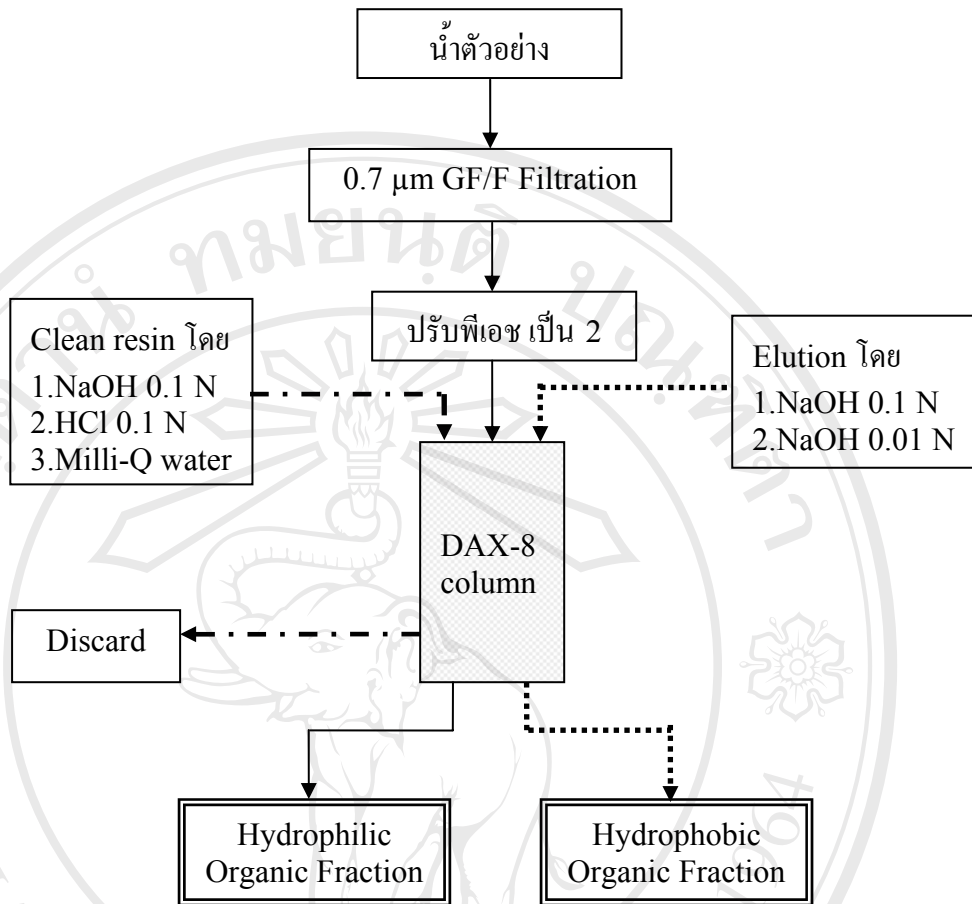 น้ำตัวอย่าง
0.7 µm GF/F Filtration
ปรับพีเอช เป็น 2
Clean resin โดย
1.NaOH 0.1 N
2.HCl 0.1 N
3.Milli-Q water
Elution โดย
1.NaOH 0.1 N
2.NaOH 0.01 N
DAX-8
column
Discard
Hydrophilic
Organic Fraction
Hydrophobic
Organic Fraction